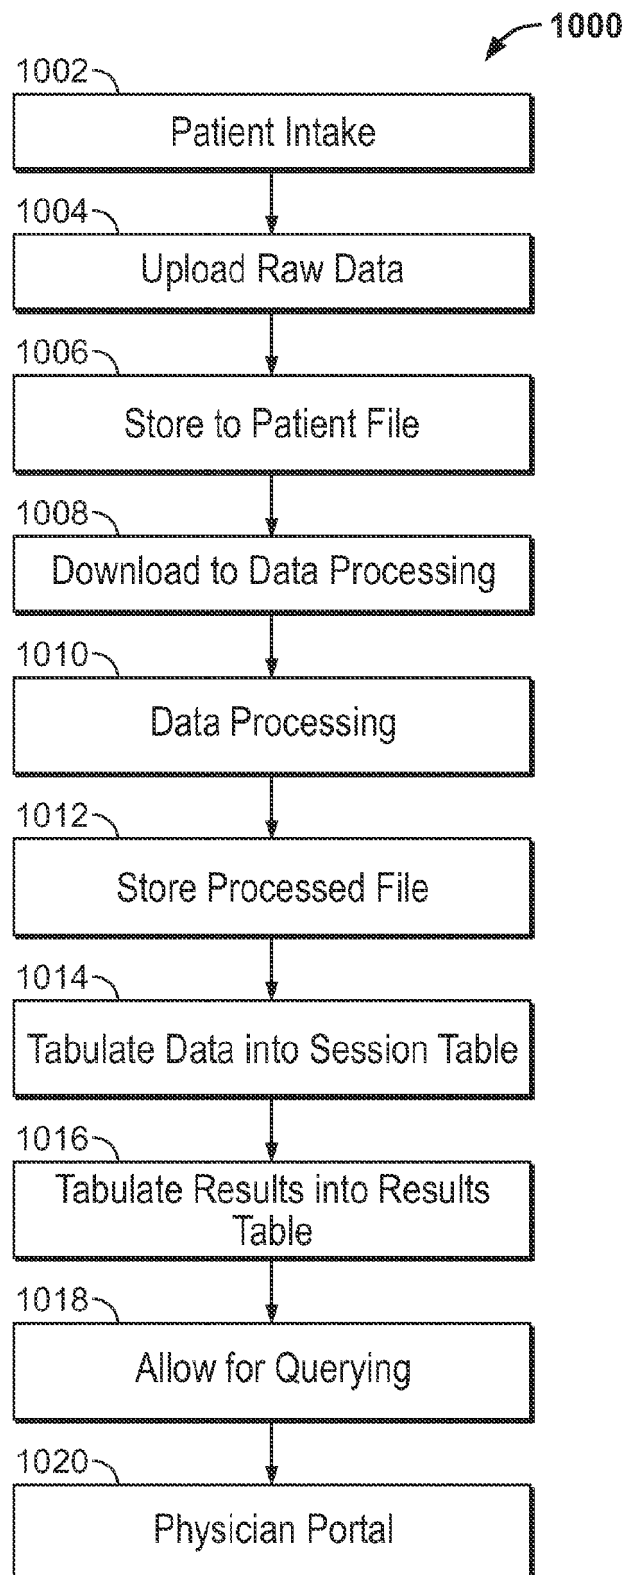 1000
1002
Patient Intake
1004
Upload Raw Data
1006
Store to Patient File
1008
Download to Data Processing
1010
Data Processing
1012
Store Processed File
1014
Tabulate Data into Session Table
1016
Tabulate Results into Results
Table
1018
Allow for Querying
1020
Physician Portal